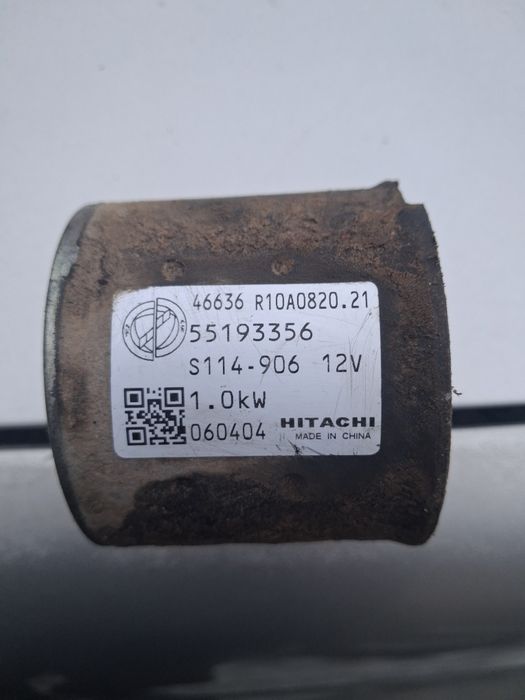 46636 R10A0820.21
55193356
S114-906 12V
1.0kW
060404 HITACHI
MADE IN CHINA